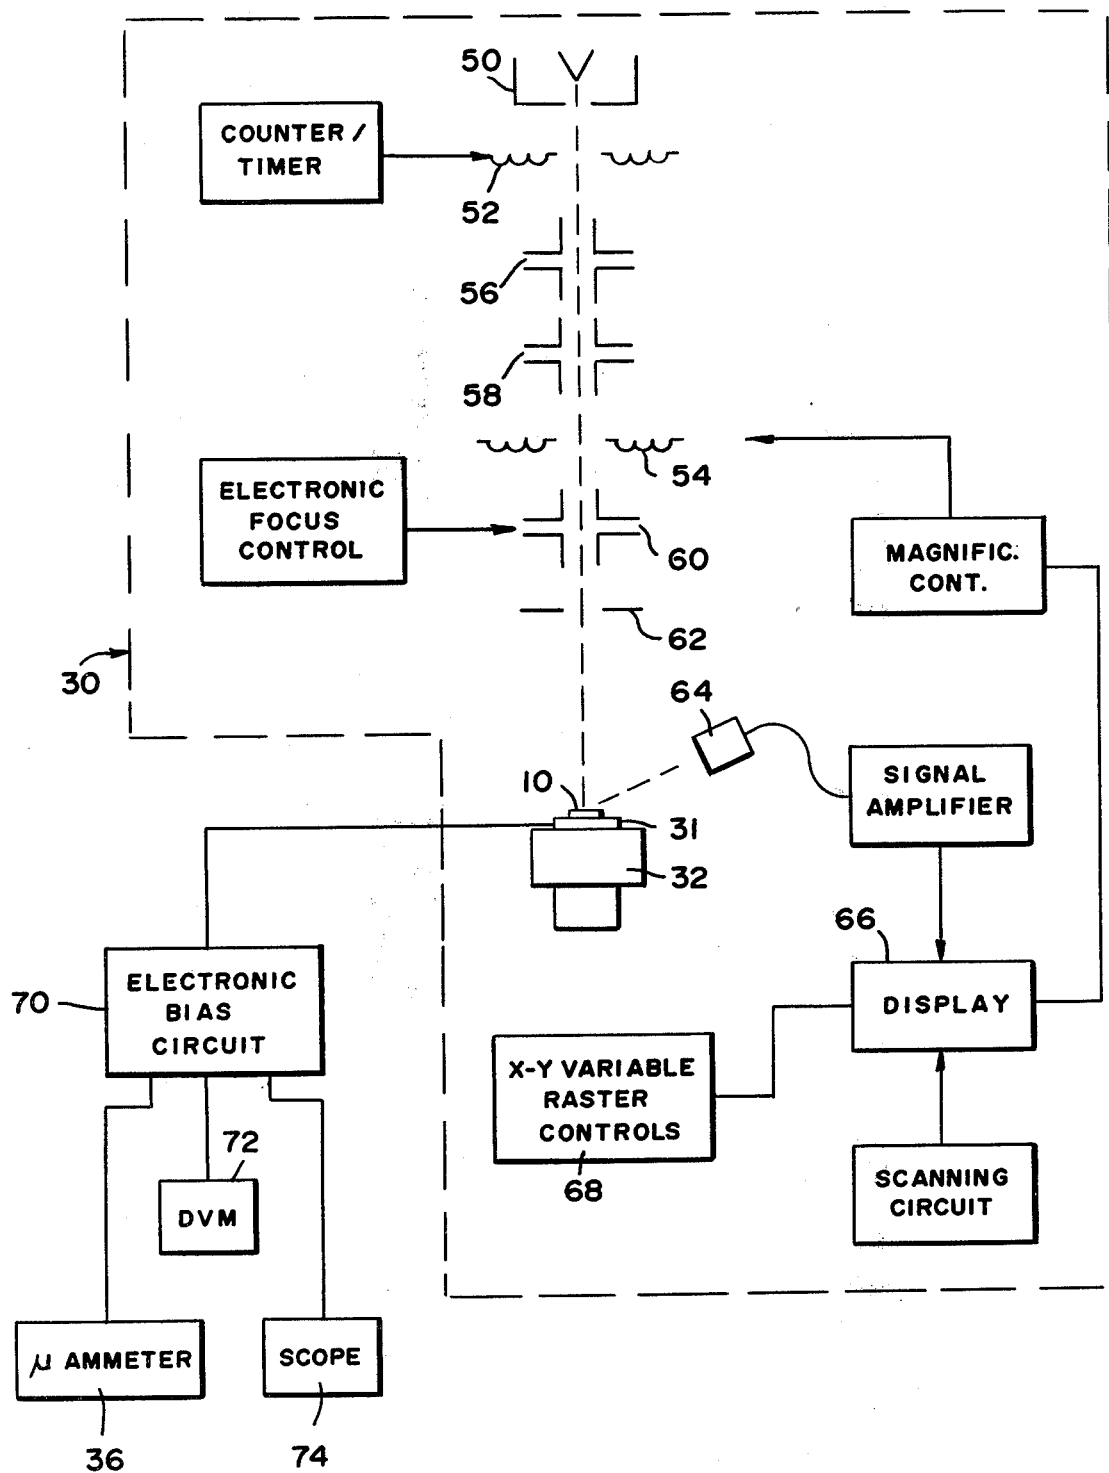 50
COUNTER /
TIMER
52
56
58
54
ELECTRONIC
FOCUS
CONTROL
60
MAGNIFIC.
CONT.
62
30
64
10
SIGNAL
AMPLIFIER
31
32
66
ELECTRONIC
BIAS
CIRCUIT
70
DISPLAY
X-Y VARIABLE
RASTER
CONTROLS
72
68
SCANNING
CIRCUIT
DVM
μ AMMETER
SCOPE
36
74